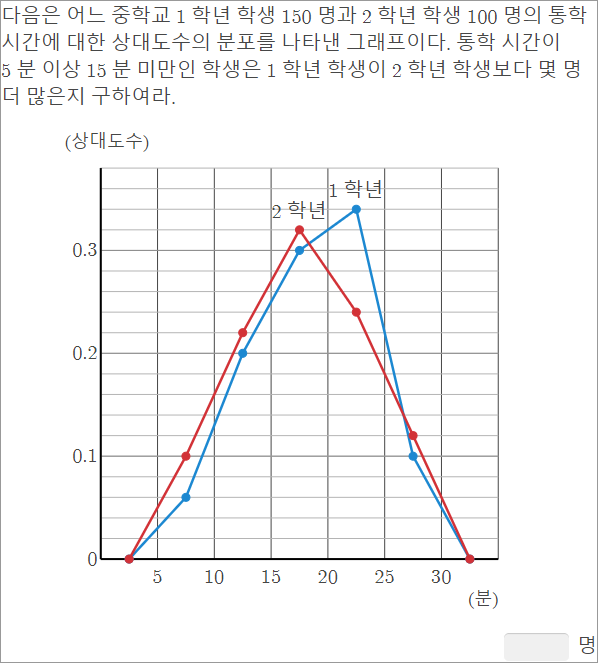 다음은 어느 중학교 1 학년 학생 150 명과 2 학년 학생 100 명의 통학
시간에 대한 상대도수의 분포를 나타낸 그래프이다. 통학 시간이
5 분 이상 15 분 미만인 학생은 1 학년 학생이 2 학년 학생보다 몇 명
더 많은지 구하여라.
(상대도수)
1 학년
2 학년
0.3
0.2
0.1
0
5 10 15 20 25 30
(분)
명